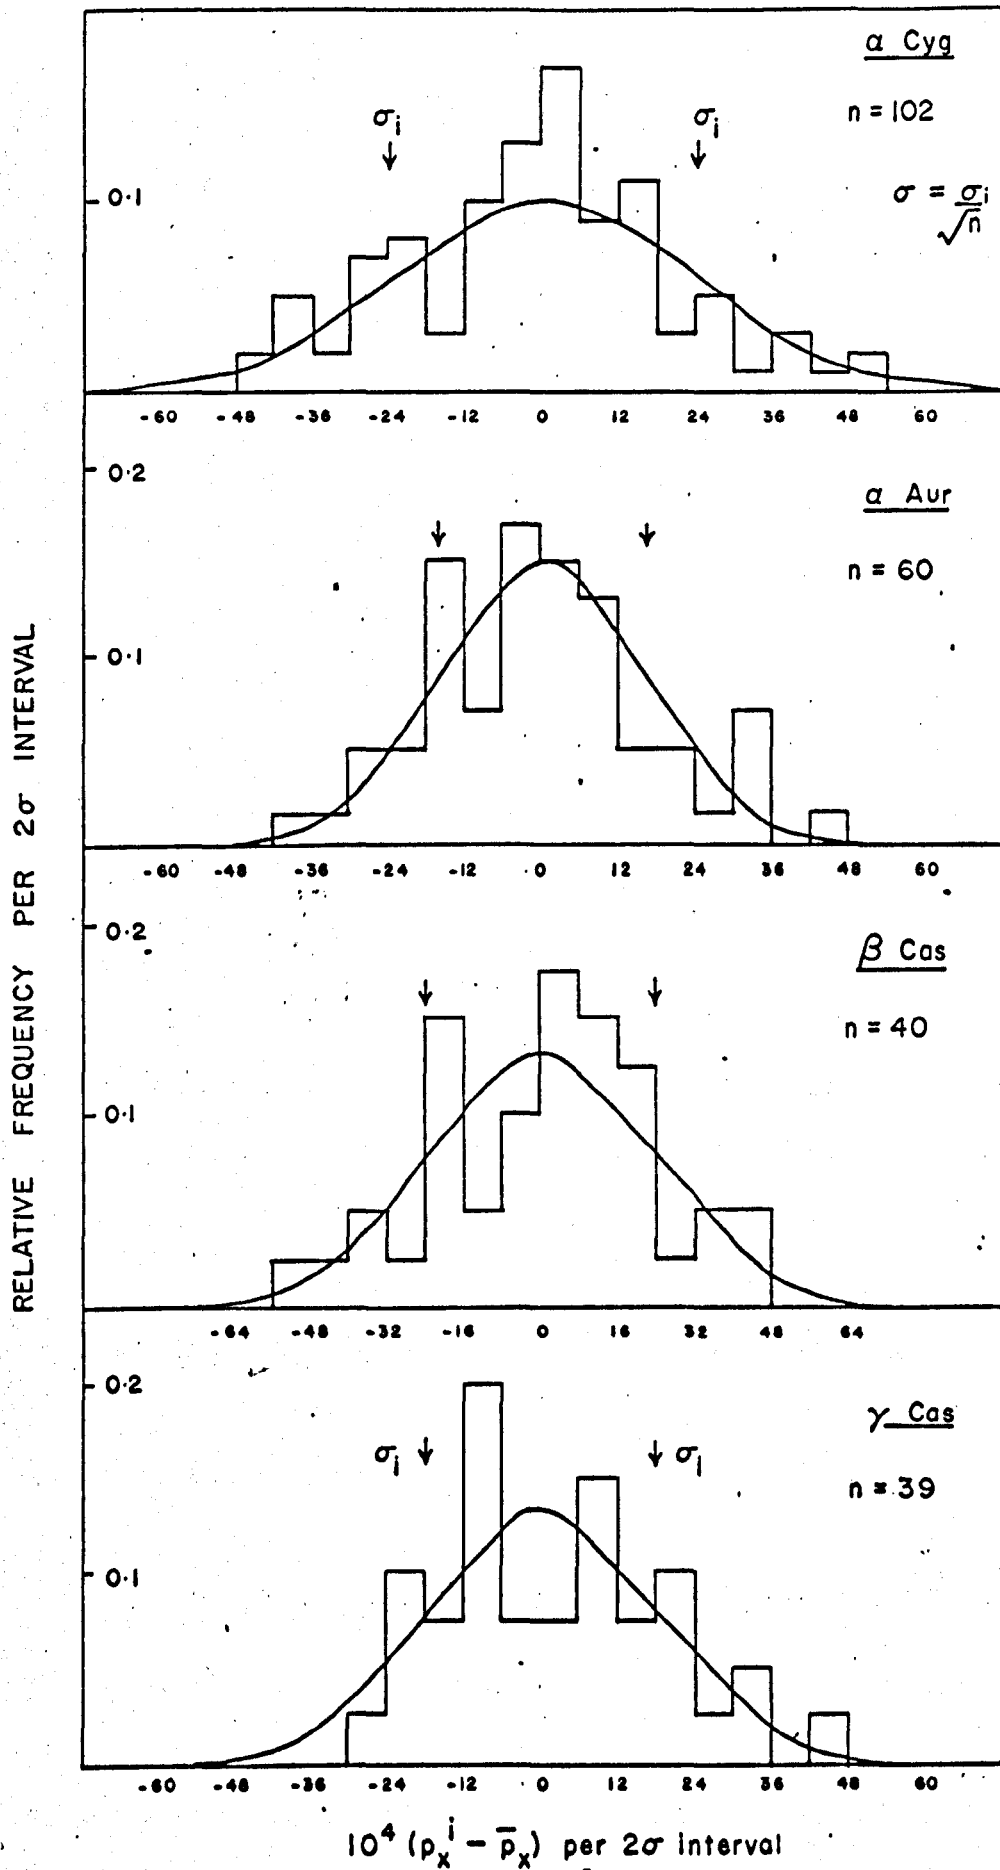 α Cyg
n = 102
σᵢ σᵢ
σ = σᵢ/√n
0·1
-60 -48 -36 -24 -12 0 12 24 36 48 60
0·2
α Aur
n = 60
0·1
-60 -48 -36 -24 -12 0 12 24 36 48 60
0·2
β Cas
n = 40
0·1
-64 -48 -32 -16 0 16 32 48 64
0·2
γ Cas
σᵢ σᵢ
n = 39
0·1
-60 -48 -36 -24 -12 0 12 24 36 48 60
RELATIVE FREQUENCY PER 2σ INTERVAL
10⁴ (pₓⁱ - p̄ₓ) per 2σ interval